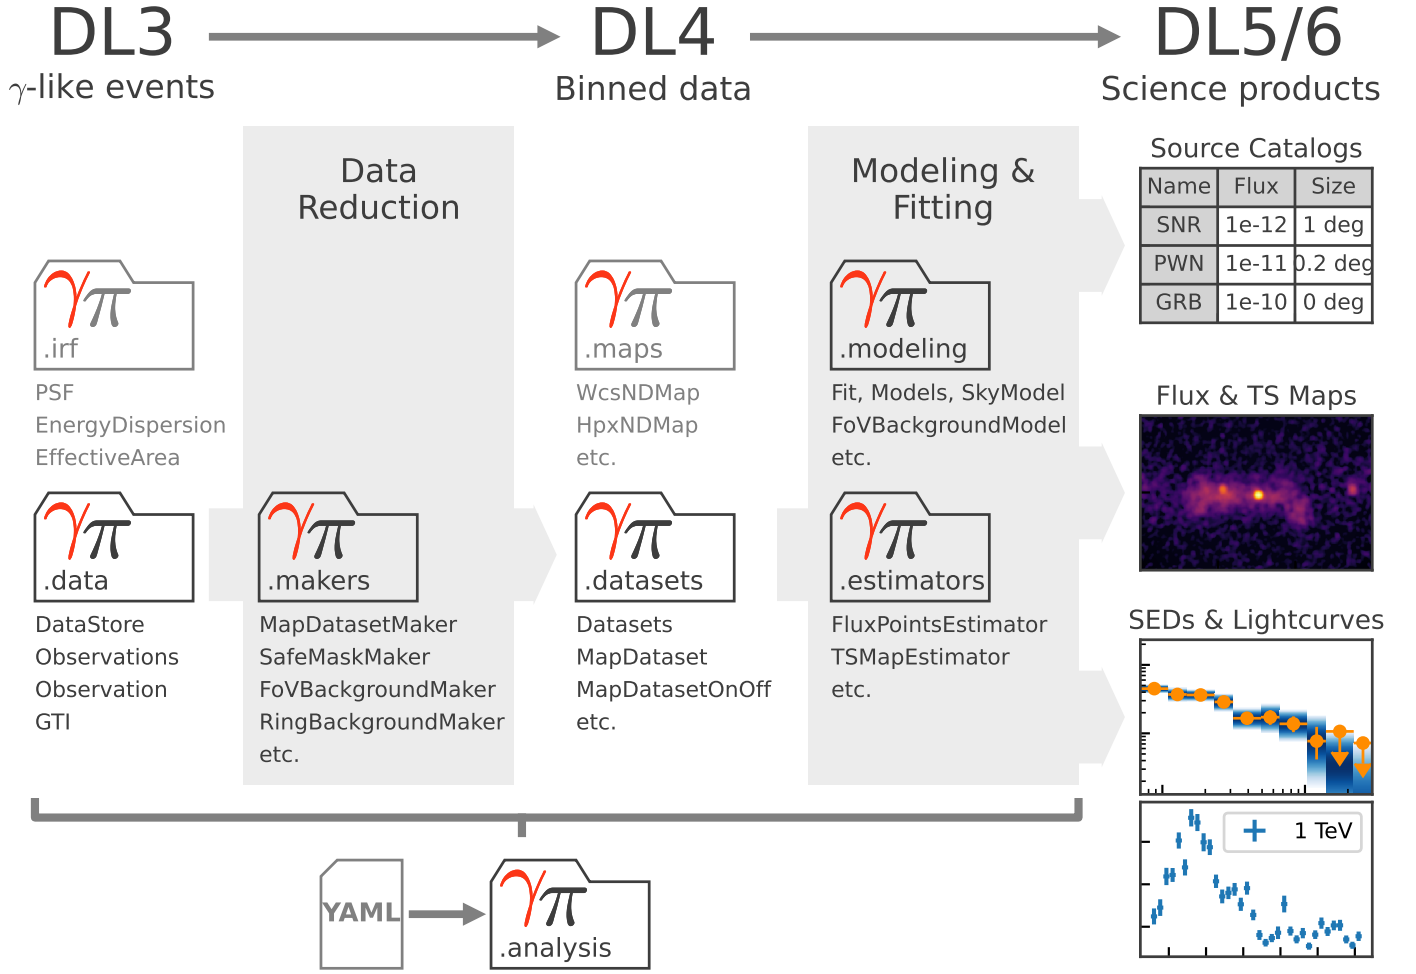 DL3
DL4
DL5/6
γ-like events
Binned data
Science products
Data
Reduction
Modeling &
Fitting
γπ
.irf
PSF
EnergyDispersion
EffectiveArea
γπ
.data
DataStore
Observations
Observation
GTI
γπ
.makers
MapDatasetMaker
SafeMaskMaker
FoVBackgroundMaker
RingBackgroundMaker
etc.
γπ
.maps
WcsNDMap
HpxNDMap
etc.
γπ
.datasets
Datasets
MapDataset
MapDatasetOnOff
etc.
γπ
.modeling
Fit, Models, SkyModel
FoVBackgroundModel
etc.
γπ
.estimators
FluxPointsEstimator
TSMapEstimator
etc.
Source Catalogs
Name Flux Size
SNR 1e-12 1 deg
PWN 1e-11 0.2 deg
GRB 1e-10 0 deg
Flux & TS Maps
SEDs & Lightcurves
1 TeV
YAML
γπ
.analysis